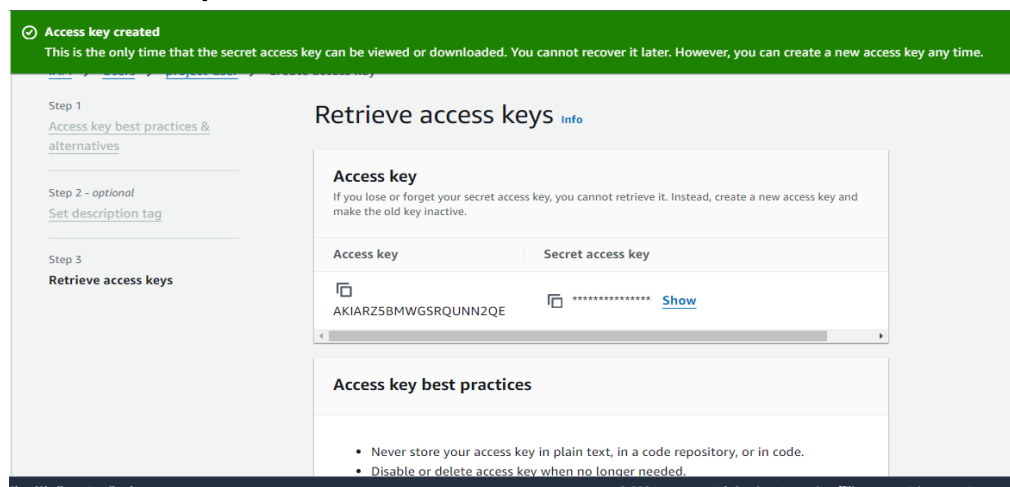 Access key created
This is the only time that the secret access key can be viewed or downloaded. You cannot recover it later. However, you can create a new access key any time.
Step 1
Access key best practices &
alternatives
Step 2 - optional
Set description tag
Step 3
Retrieve access keys
Retrieve access keys Info
Access key
If you lose or forget your secret access key, you cannot retrieve it. Instead, create a new access key and
make the old key inactive.
Access key Secret access key
AKIARZ5BMWGSRQUNN2QE *************** Show
Access key best practices
• Never store your access key in plain text, in a code repository, or in code.
• Disable or delete access key when no longer needed.